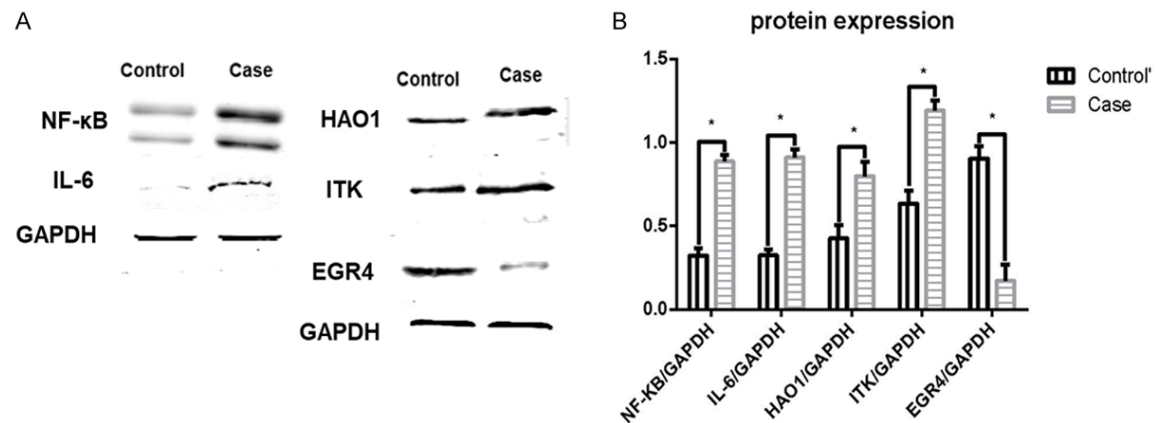 A
Control Case
NF-κB
IL-6
GAPDH
Control Case
HAO1
ITK
EGR4
GAPDH
B
protein expression
1.5
1.0
0.5
0.0
* * * * *
NF-KB/GAPDH
IL-6/GAPDH
HAO1/GAPDH
ITK/GAPDH
EGR4/GAPDH
Control'
Case